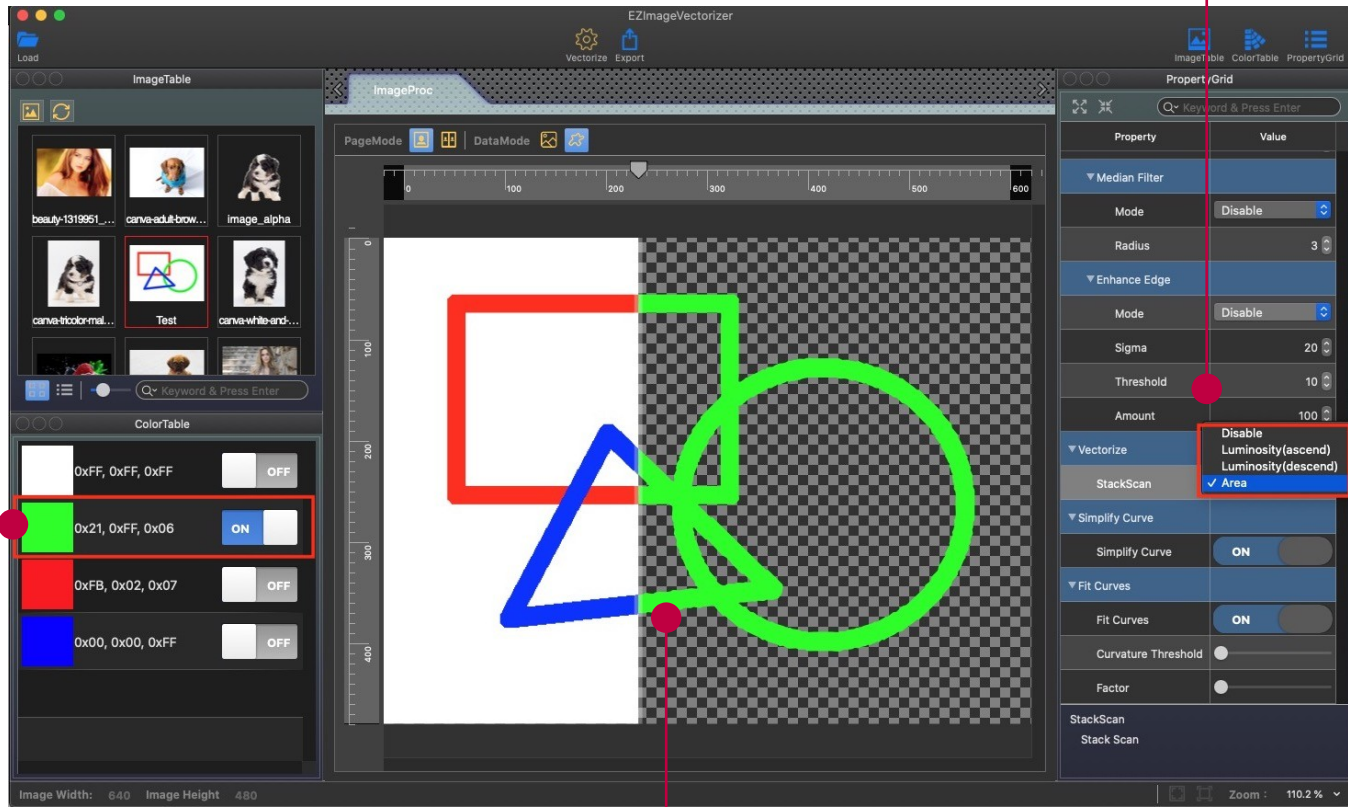 EZImageVectorizer
Load
Vectorize Export
ImageTable ColorTable PropertyGrid
ImageTable
beauty-1319951_... canva-adult-brow... image_alpha
canva-tricolor-mal... Test canva-white-and-...
Keyword & Press Enter
ColorTable
0xFF, 0xFF, 0xFF OFF
0x21, 0xFF, 0x06 ON
0xFB, 0x02, 0x07 OFF
0x00, 0x00, 0xFF OFF
ImageProc
PageMode DataMode
0 100 200 300 400 500 600
0
100
200
300
400
PropertyGrid
Keyword & Press Enter
Property Value
Median Filter
Mode Disable
Radius 3
Enhance Edge
Mode Disable
Sigma 20
Threshold 10
Amount 100
Vectorize
StackScan
Disable
Luminosity(ascend)
Luminosity(descend)
✓ Area
Simplify Curve
Simplify Curve ON
Fit Curves
Fit Curves ON
Curvature Threshold
Factor
StackScan
Stack Scan
Image Width: 640 Image Height 480
Zoom : 110.2 %